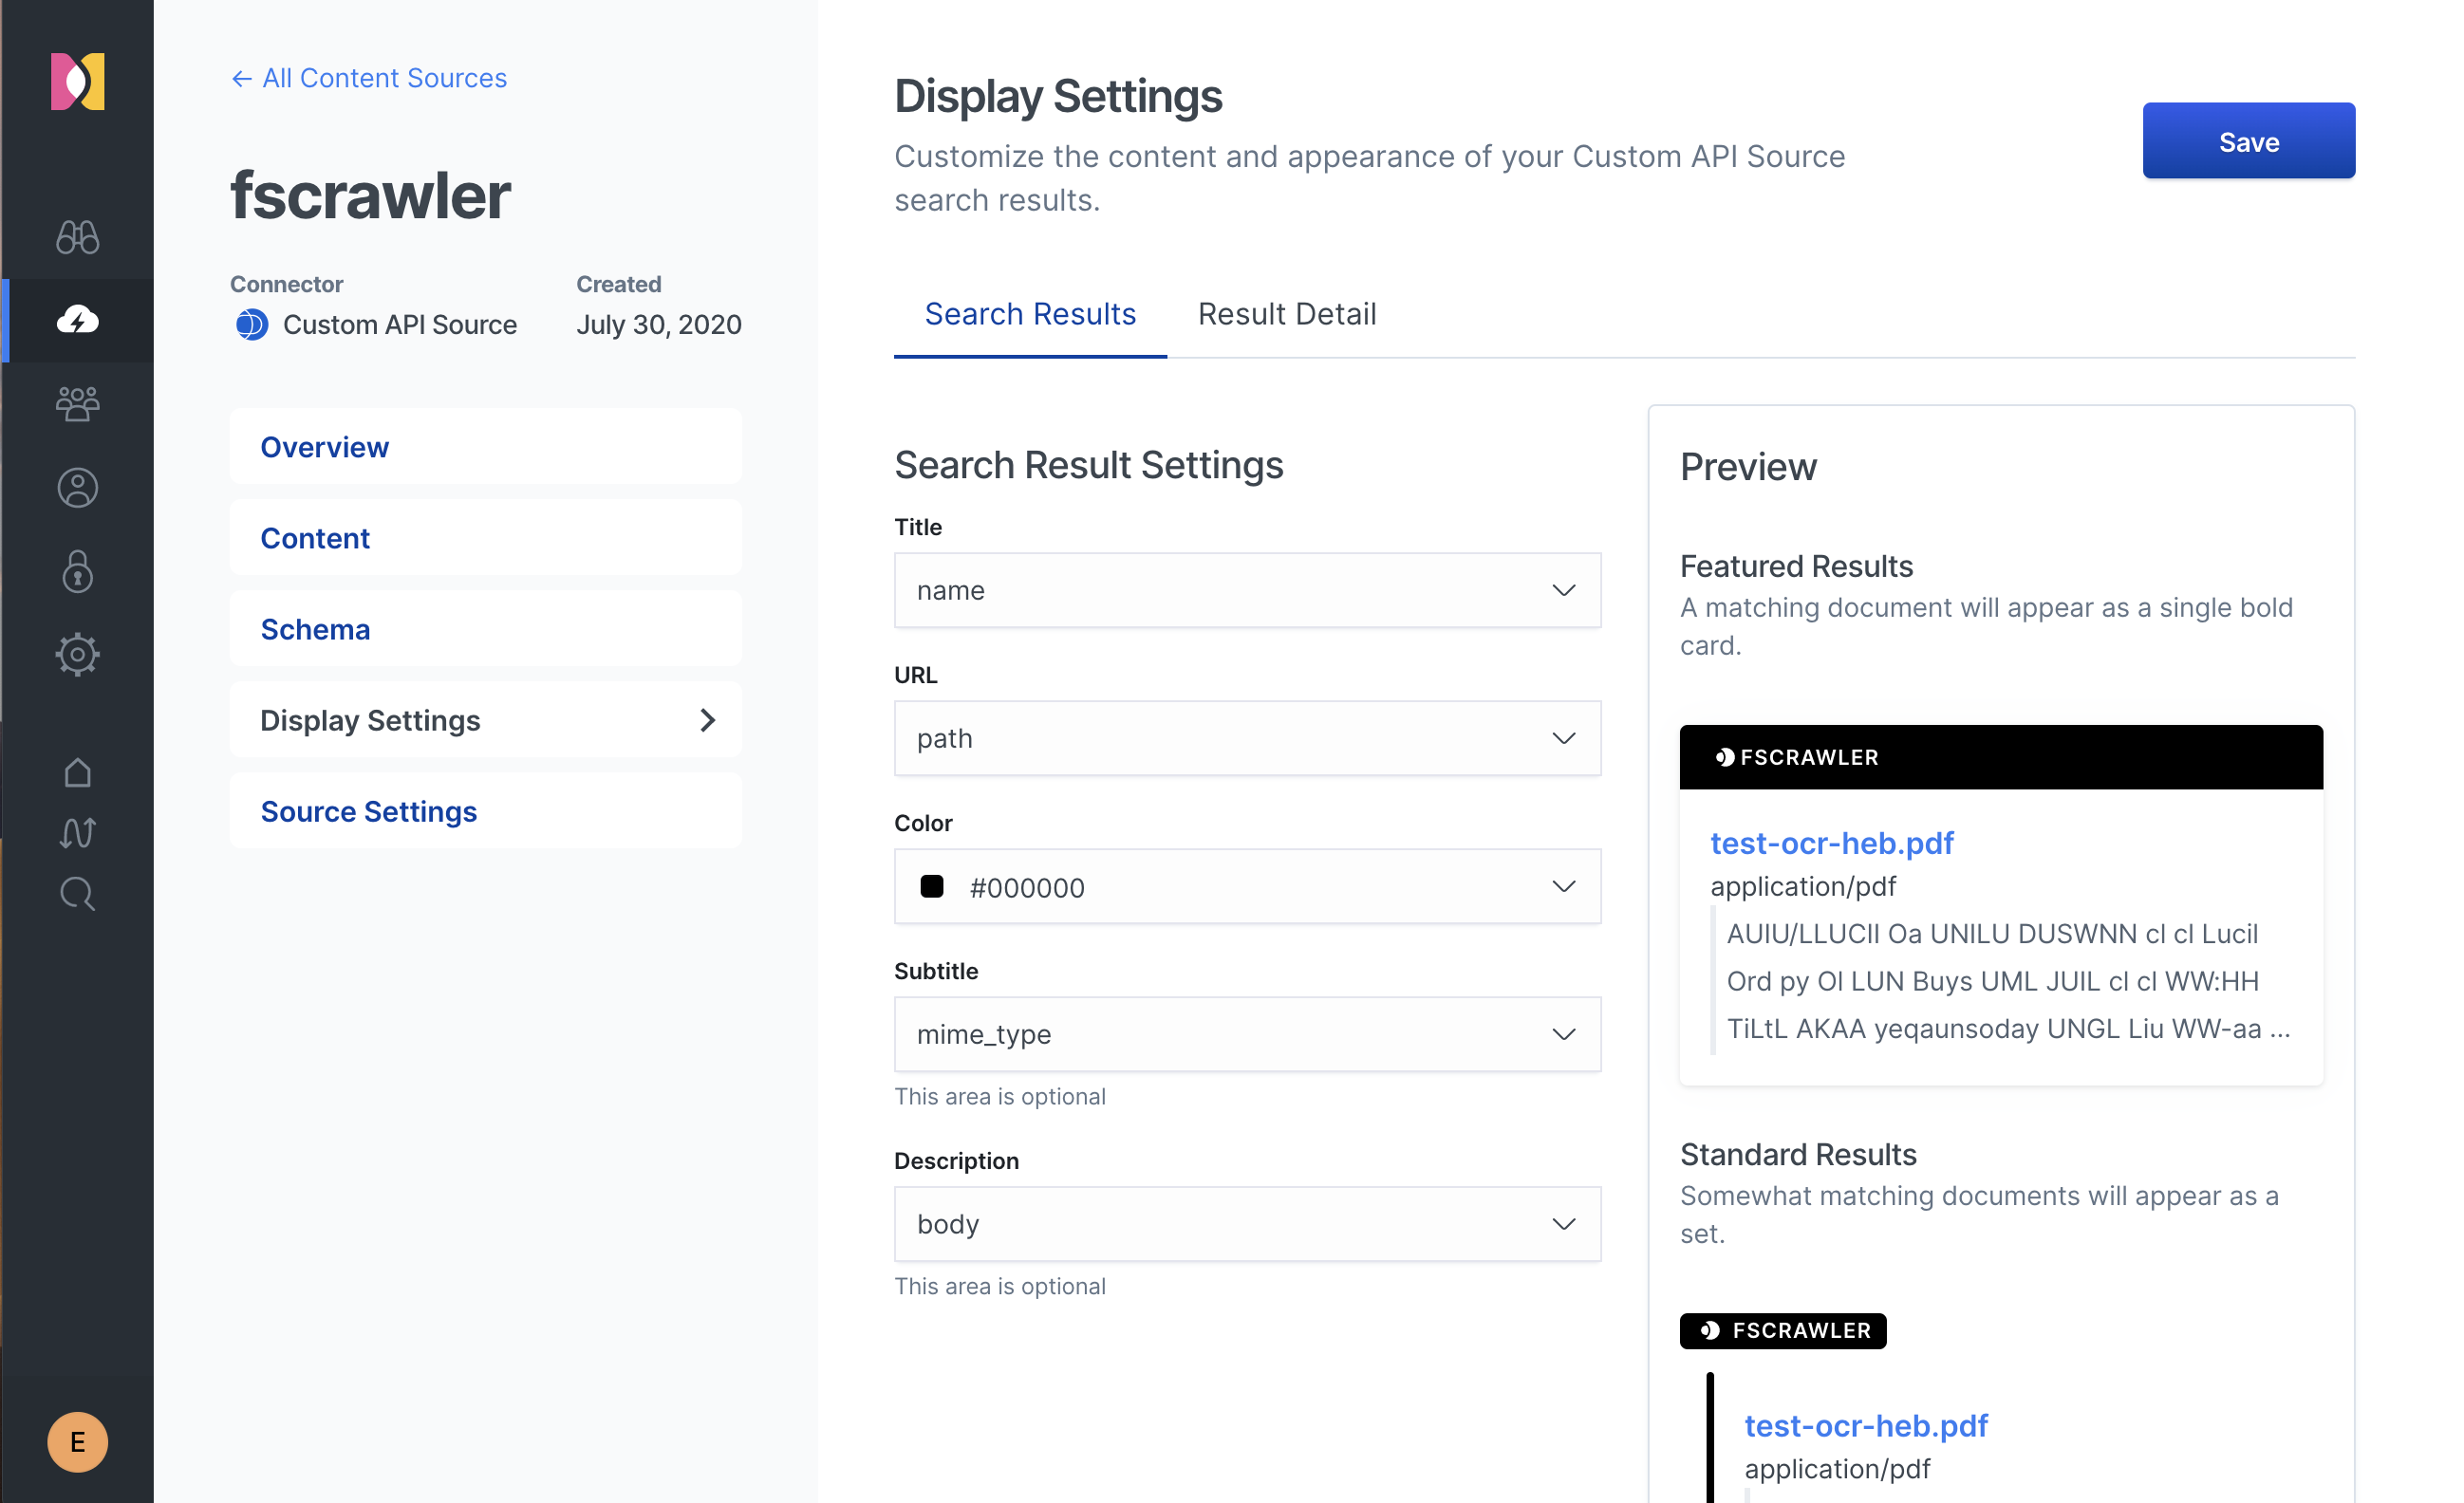 ← All Content Sources
fscrawler
Connector
Created
Custom API Source
July 30, 2020
Overview
Content
Schema
Display Settings
Source Settings
E
Display Settings
Customize the content and appearance of your Custom API Source
search results.
Save
Search Results
Result Detail
Search Result Settings
Title
name
URL
path
Color
#000000
Subtitle
mime_type
This area is optional
Description
body
This area is optional
Preview
Featured Results
A matching document will appear as a single bold
card.
FSCRAWLER
test-ocr-heb.pdf
application/pdf
AUIU/LLUCII Oa UNILU DUSWNN cl cl Lucil
Ord py Ol LUN Buys UML JUIL cl cl WW:HH
TiLtL AKAA yeqaunsoday UNGL Liu WW-aa ...
Standard Results
Somewhat matching documents will appear as a
set.
FSCRAWLER
test-ocr-heb.pdf
application/pdf